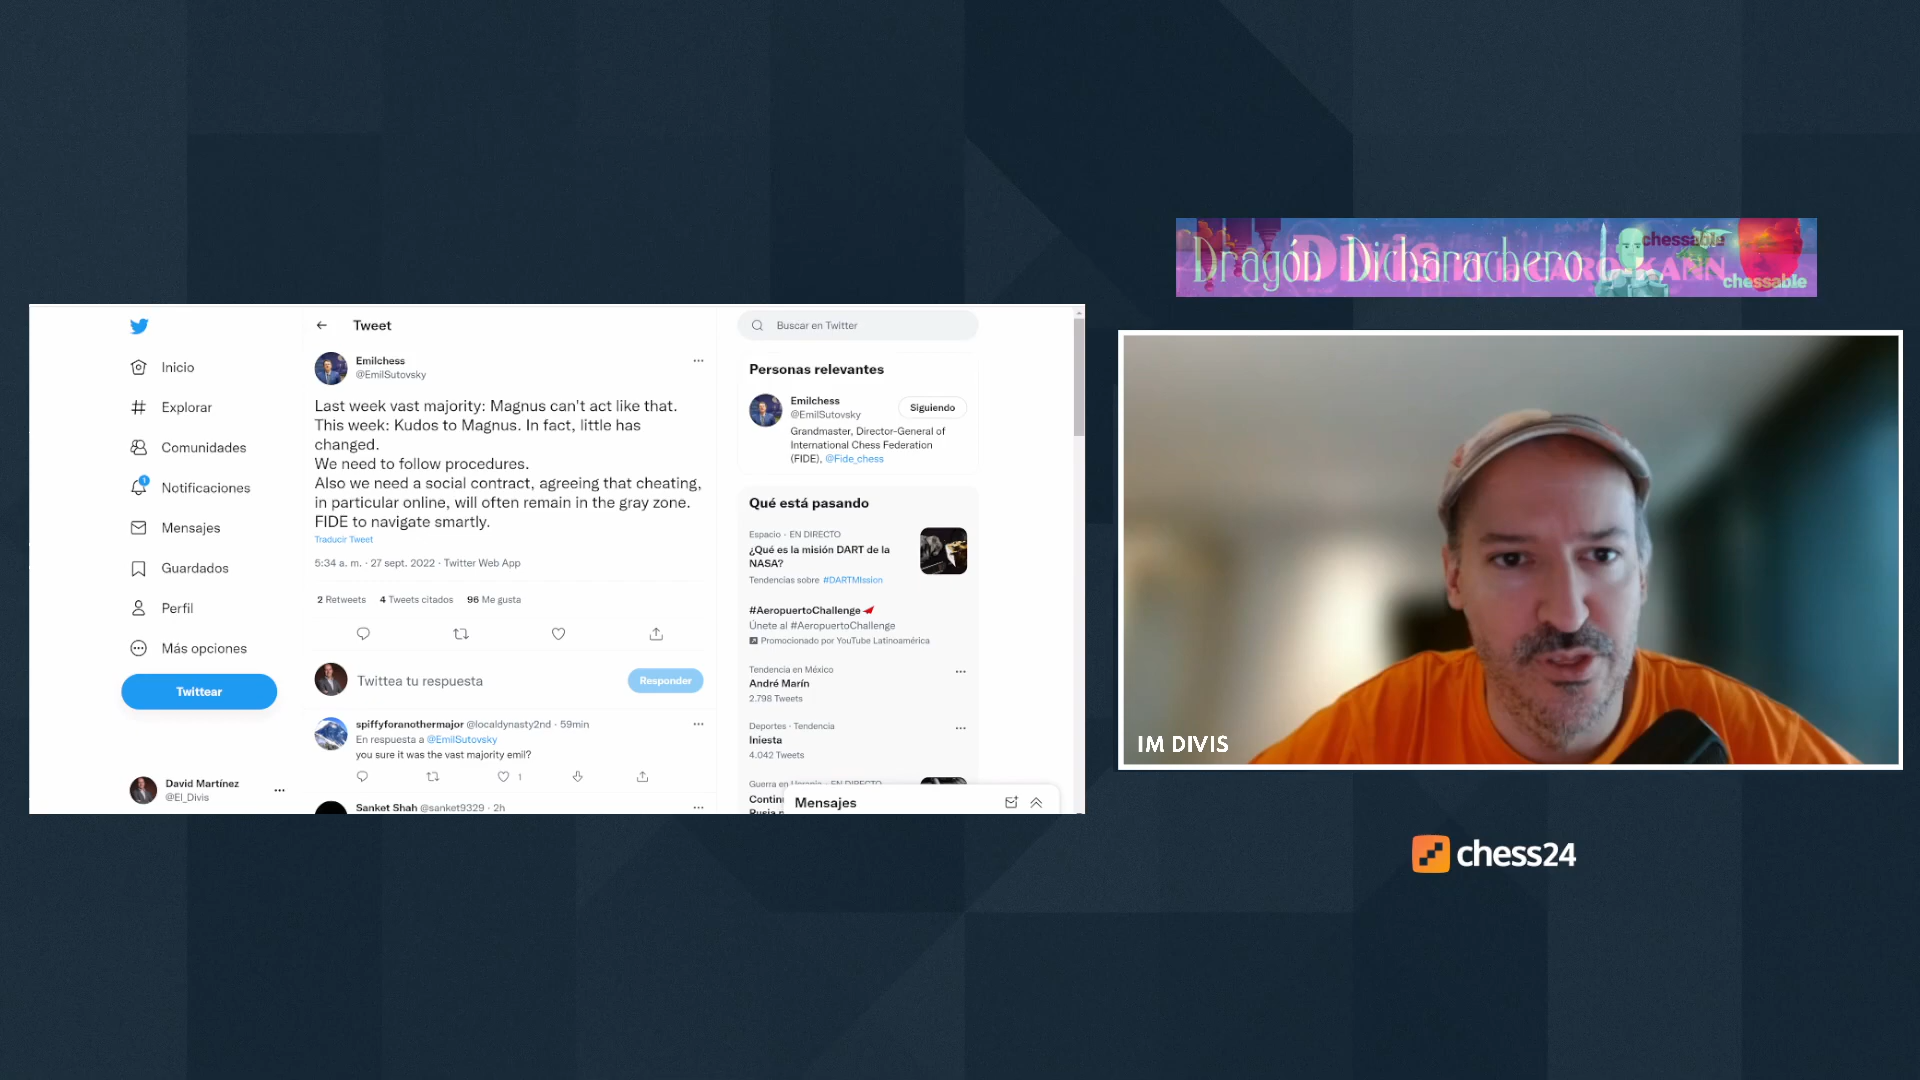 Inicio
Explorar
Comunidades
Notificaciones
1
Mensajes
Guardados
Perfil
Más opciones
Twittear
David Martínez
@El_Divis
Tweet
Emilchess
@EmilSutovsky
Last week vast majority: Magnus can't act like that.
This week: Kudos to Magnus. In fact, little has
changed.
We need to follow procedures.
Also we need a social contract, agreeing that cheating,
in particular online, will often remain in the gray zone.
FIDE to navigate smartly.
Traducir Tweet
5:34 a. m. · 27 sept. 2022 · Twitter Web App
2 Retweets 4 Tweets citados 96 Me gusta
Twittea tu respuesta
Responder
spiffyforanothermajor @localdynasty2nd · 59min
En respuesta a @EmilSutovsky
you sure it was the vast majority emil?
1
Sanket Shah @sanket9329 · 2h
Buscar en Twitter
Personas relevantes
Emilchess
@EmilSutovsky
Siguiendo
Grandmaster, Director-General of
International Chess Federation
(FIDE), @Fide_chess
Qué está pasando
Espacio · EN DIRECTO
¿Qué es la misión DART de la
NASA?
Tendencias sobre #DARTMIssion
#AeropuertoChallenge
Únete al #AeropuertoChallenge
Promocionado por YouTube Latinoamérica
Tendencia en México
André Marín
2.798 Tweets
Deportes · Tendencia
Iniesta
4.042 Tweets
Mensajes
Dragón Dicharachero
Divis
CARO-KANN
chessable
chessable
IM DIVIS
chess24